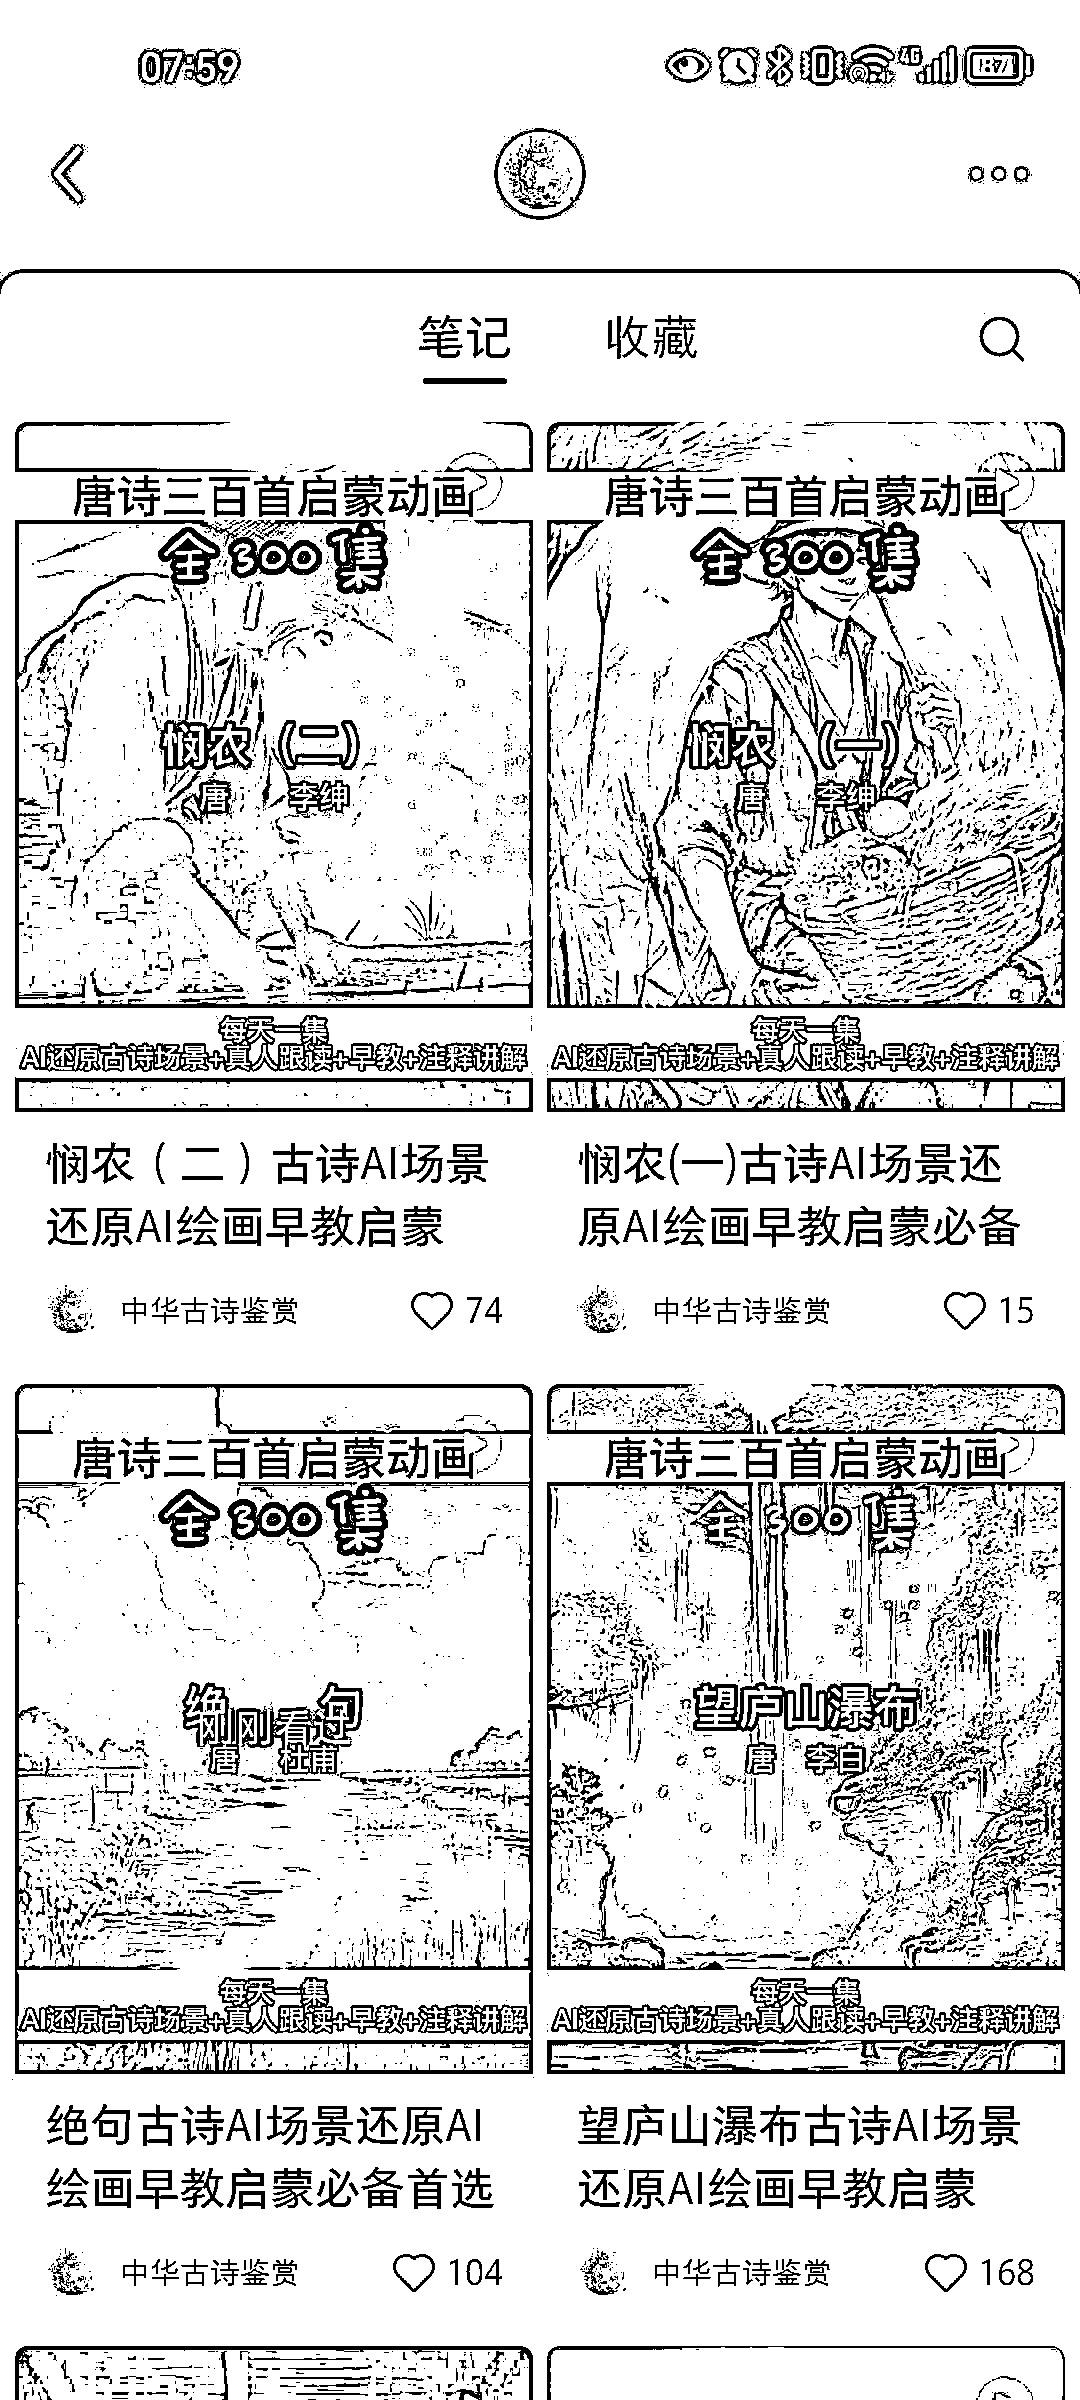 07:59
4G
87
笔记
收藏
唐诗三百首启蒙动画
全300集
悯农（二）
唐 李绅
每天一集
AI还原古诗场景+真人跟读+早教+注释讲解
悯农（二）古诗AI场景
还原AI绘画早教启蒙
中华古诗鉴赏
74
唐诗三百首启蒙动画
全300集
悯农（一）
唐 李绅
每天一集
AI还原古诗场景+真人跟读+早教+注释讲解
悯农(一)古诗AI场景还
原AI绘画早教启蒙必备
中华古诗鉴赏
15
唐诗三百首启蒙动画
全300集
绝句
刚刚看过
唐 杜甫
每天一集
AI还原古诗场景+真人跟读+早教+注释讲解
绝句古诗AI场景还原AI
绘画早教启蒙必备首选
中华古诗鉴赏
104
唐诗三百首启蒙动画
全300集
望庐山瀑布
唐 李白
每天一集
AI还原古诗场景+真人跟读+早教+注释讲解
望庐山瀑布古诗AI场景
还原AI绘画早教启蒙
中华古诗鉴赏
168